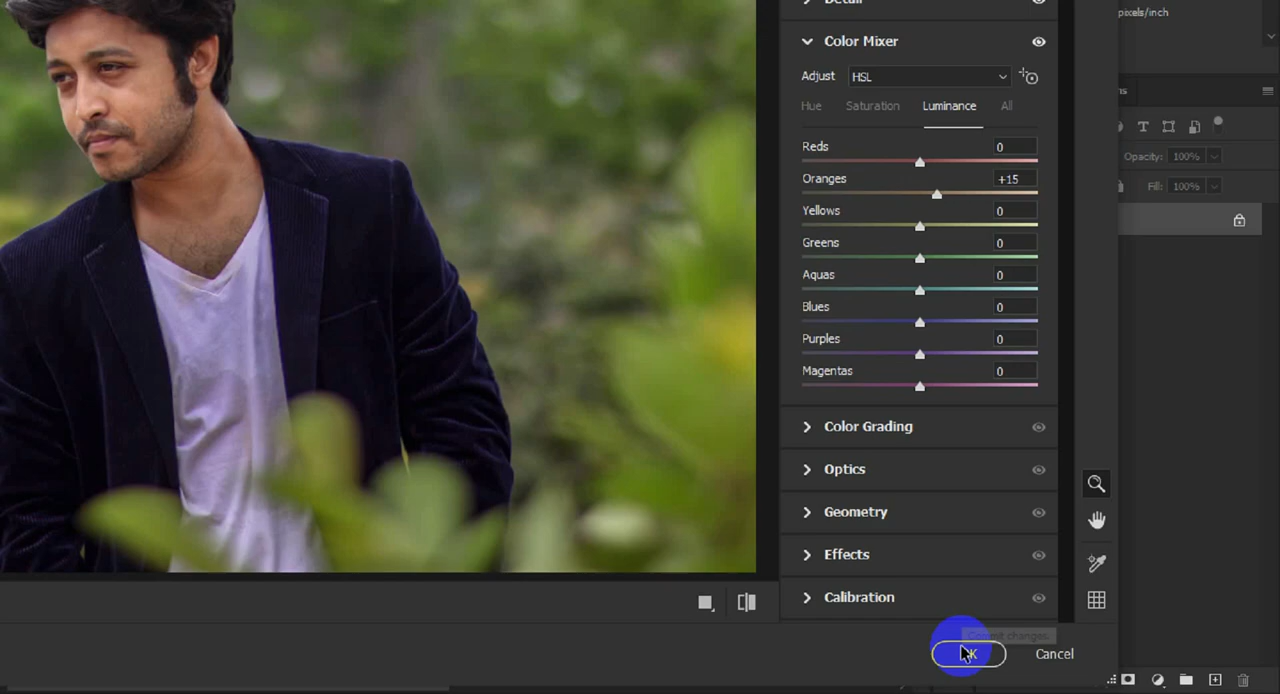 Detail
pixels/inch
Color Mixer
Adjust HSL
Hue Saturation Luminance All
Reds 0
Oranges +15
Yellows 0
Greens 0
Aquas 0
Blues 0
Purples 0
Magentas 0
Opacity: 100%
Fill: 100%
Color Grading
Optics
Geometry
Effects
Calibration
Commit changes.
Cancel